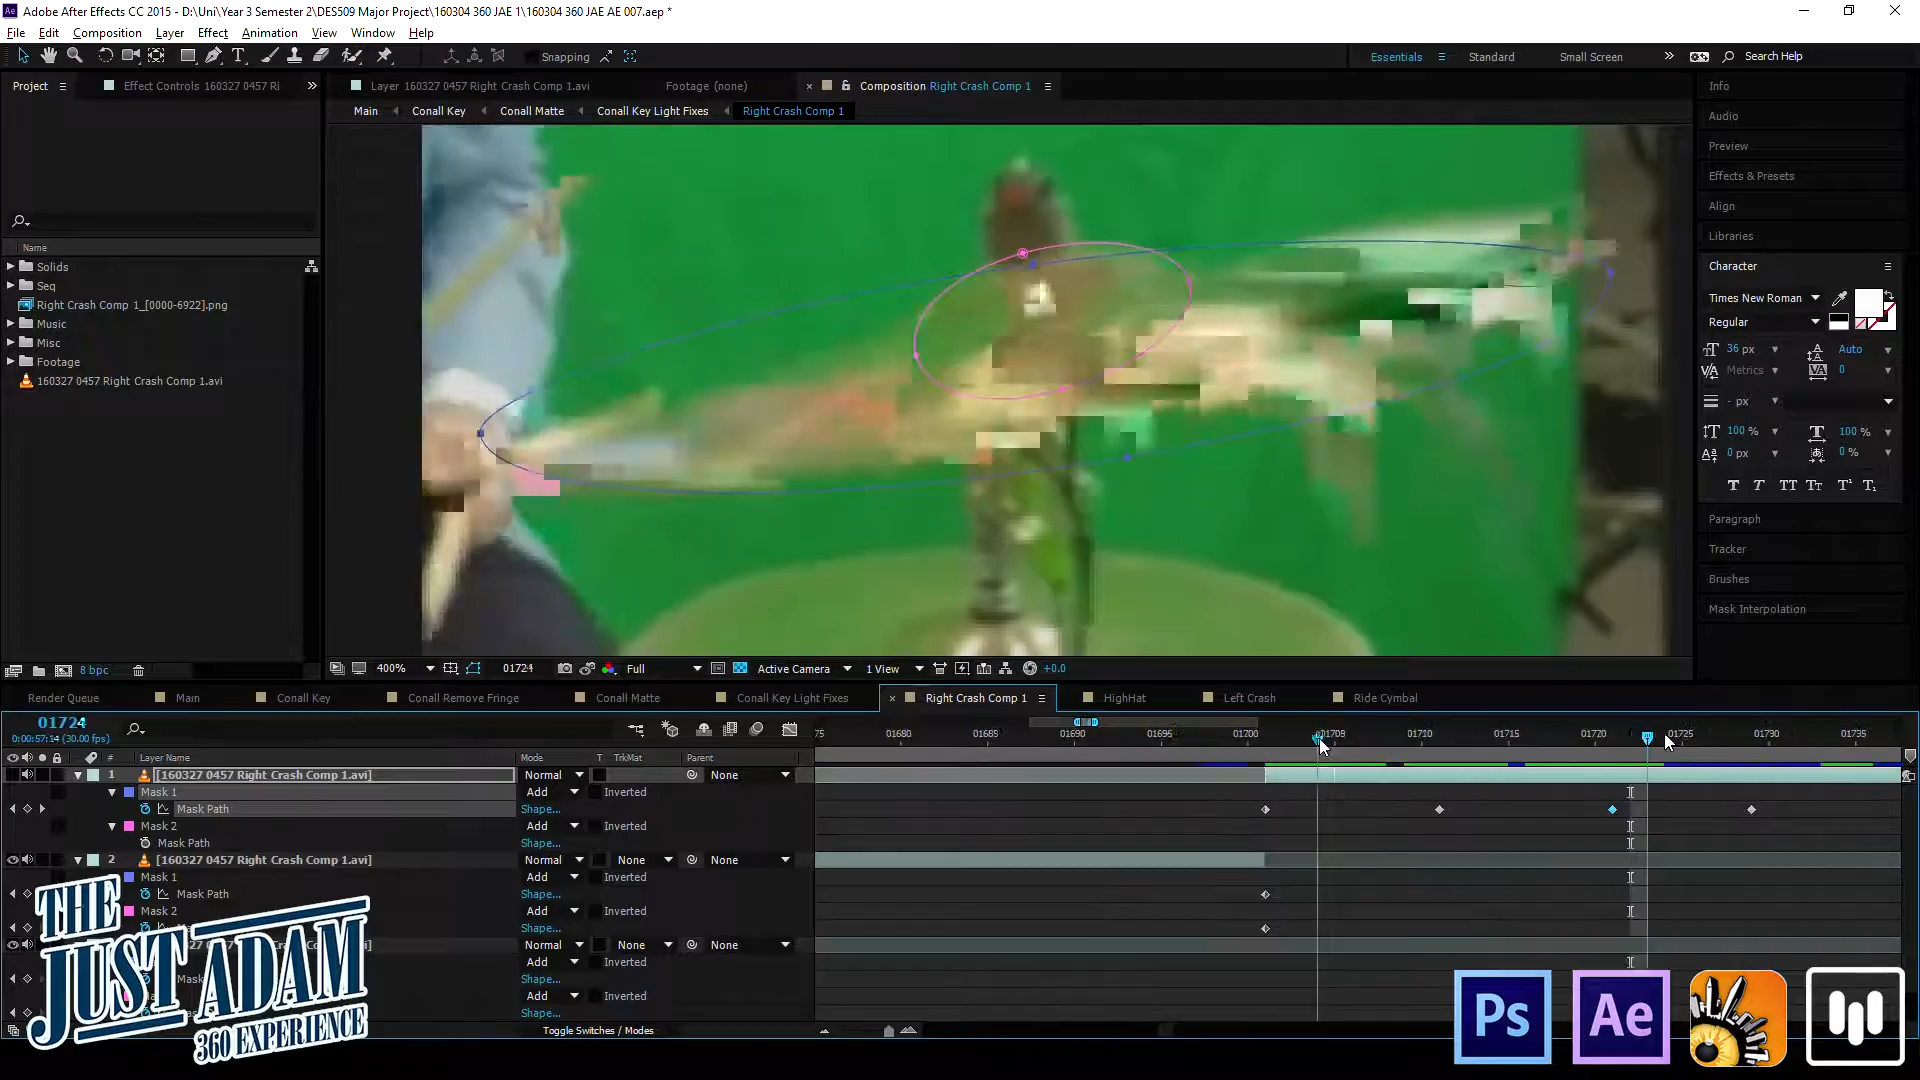 Adobe After Effects CC 2015 - D:\Uni\Year 3 Semester 2\DES509 Major Project\160304 360 JAE 1\160304 360 JAE AE 007.aep *
File Edit Composition Layer Effect Animation View Window Help
Snapping
Essentials Standard Small Screen Search Help
Project Effect Controls 160327 0457 Ri
Layer 160327 0457 Right Crash Comp 1.avi Footage (none) Composition Right Crash Comp 1
Main Conall Key Conall Matte Conall Key Light Fixes Right Crash Comp 1
Name
Solids
Seq
Right Crash Comp 1_[0000-6922].png
Music
Misc
Footage
160327 0457 Right Crash Comp 1.avi
8 bpc
400% 01724 Full Active Camera 1 View +0.0
Info
Audio
Preview
Effects & Presets
Align
Libraries
Character
Times New Roman
Regular
36 px Auto
Metrics 0
- px
100 % 100 %
0 px 0 %
T T TT Tт T¹ T₁
Paragraph
Tracker
Brushes
Mask Interpolation
Render Queue Main Conall Key Conall Remove Fringe Conall Matte Conall Key Light Fixes Right Crash Comp 1 HighHat Left Crash Ride Cymbal
01724
0:00:57:14 (30.00 fps)
75 01680 01685 01690 01695 01700 01709 01710 01715 01720 01725 01730 01735
# Layer Name Mode T TrkMat Parent
1 [160327 0457 Right Crash Comp 1.avi] Normal None
Mask 1 Add Inverted
Mask Path Shape...
Mask 2 Add Inverted
Mask Path Shape...
2 [160327 0457 Right Crash Comp 1.avi] Normal None None
Mask 1 Add Inverted
Mask Path Shape...
Mask 2 Add Inverted
Shape...
Normal None None
Add Inverted
Shape...
Add Inverted
Shape...
Toggle Switches / Modes
THE
JUST ADAM
360 EXPERIENCE
Ps
Ae